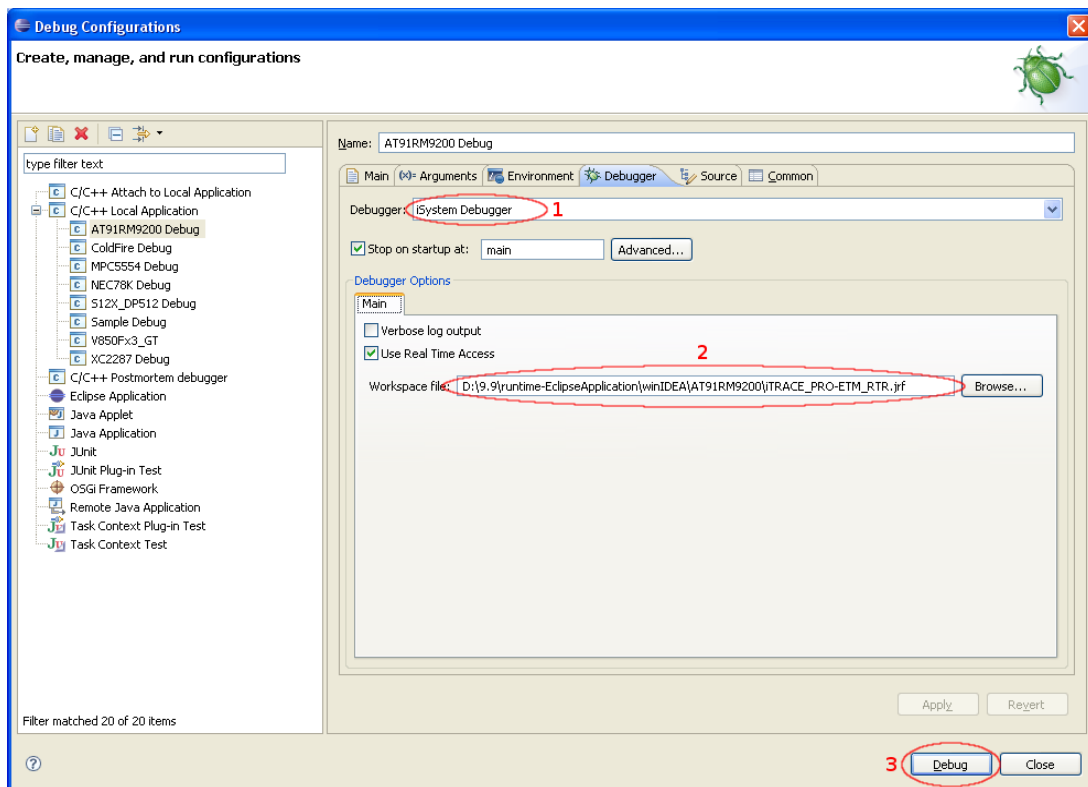 Debug Configurations
Create, manage, and run configurations
type filter text
C/C++ Attach to Local Application
C/C++ Local Application
AT91RM9200 Debug
ColdFire Debug
MPC5554 Debug
NEC78K Debug
S12X_DP512 Debug
Sample Debug
V850Fx3_GT
XC2287 Debug
C/C++ Postmortem debugger
Eclipse Application
Java Applet
Java Application
JUnit
JUnit Plug-in Test
OSGi Framework
Remote Java Application
Task Context Plug-in Test
Task Context Test
Filter matched 20 of 20 items
Name: AT91RM9200 Debug
Main (x)= Arguments Environment Debugger Source Common
Debugger: iSystem Debugger 1
Stop on startup at: main Advanced...
Debugger Options
Main
Verbose log output
Use Real Time Access
2
Workspace file: D:\9.9\runtime-EclipseApplication\winIDEA\AT91RM9200\iTRACE_PRO-ETM_RTR.jrf Browse...
Apply Revert
3 Debug Close